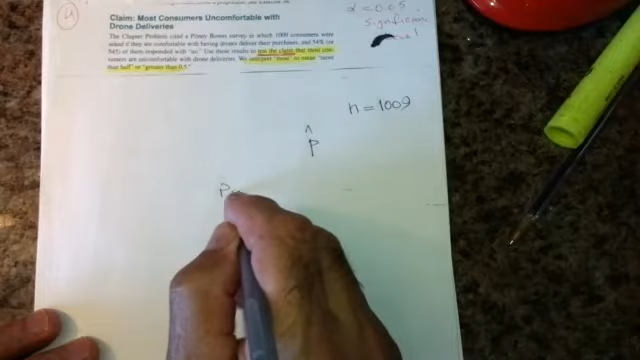 4
α = 0.05
Claim: Most Consumers Uncomfortable with
Drone Deliveries
The Chapter Problem cited a Pitney Bowes survey in which 1009 consumers were
asked if they are comfortable with having drones deliver their purchases, and 54% (or
545) of them responded with "no." Use those results to test the claim that most con-
sumers are uncomfortable with drone deliveries. We interpret "most" to mean "more
than half" or "greater than 0.5."
n = 1009
p̂
P